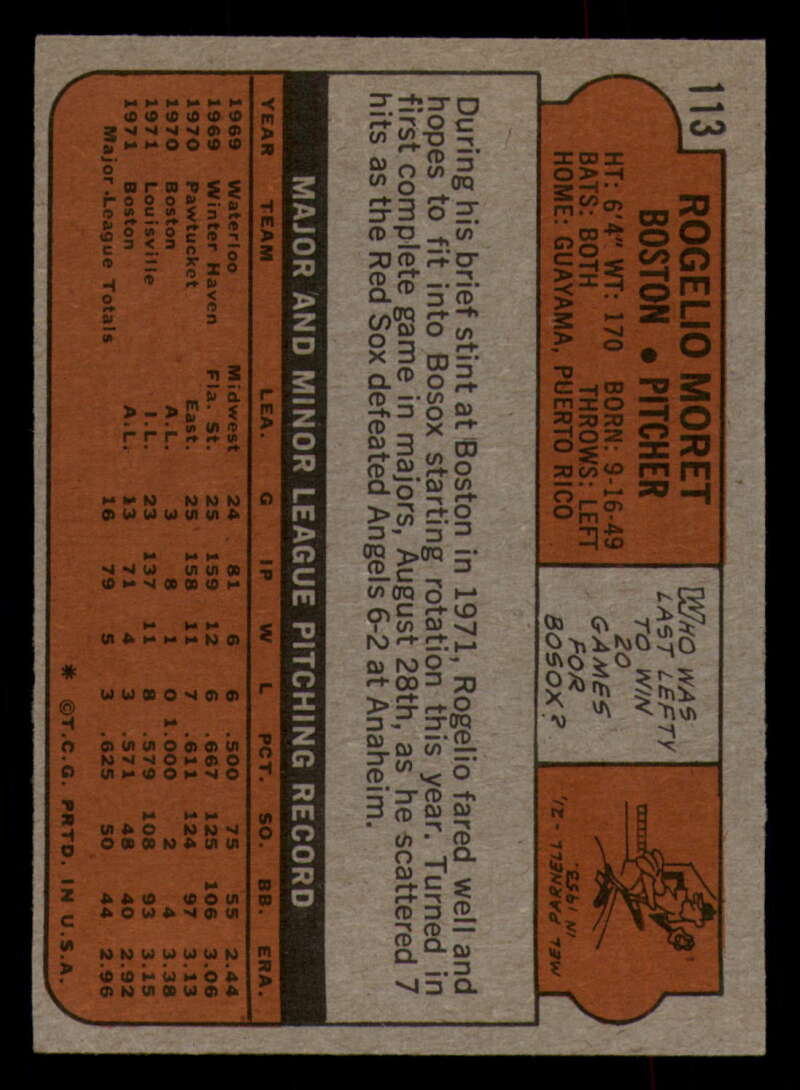 113
ROGELIO MORET
BOSTON • PITCHER
HT: 6'4" WT: 170 BORN: 9-16-49
BATS: BOTH THROWS: LEFT
HOME: GUAYAMA, PUERTO RICO
WHO WAS
LAST LEFTY
TO WIN
20
GAMES
FOR
BOSOX?
MEL PARNELL - 21
IN 1953.
During his brief stint at Boston in 1971, Rogelio fared well and
hopes to fit into Bosox starting rotation this year. Turned in
first complete game in majors, August 28th, as he scattered 7
hits as the Red Sox defeated Angels 6-2 at Anaheim.
MAJOR AND MINOR LEAGUE PITCHING RECORD
YEAR TEAM LEA. G IP W L PCT. SO. BB. ERA.
1969 Waterloo Midwest 24 81 6 6 .500 75 55 2.44
1969 Winter Haven Fla. St. 25 159 12 6 .667 125 106 3.06
1970 Pawtucket East. 25 158 11 7 .611 124 97 3.13
1970 Boston A.L. 3 8 1 0 1.000 2 4 3.38
1971 Louisville I.L. 23 137 11 8 .579 108 93 3.15
1971 Boston A.L. 13 71 4 3 .571 48 40 2.92
Major League Totals 16 79 5 3 .625 50 44 2.96
* ©T.C.G. PRTD. IN U.S.A.